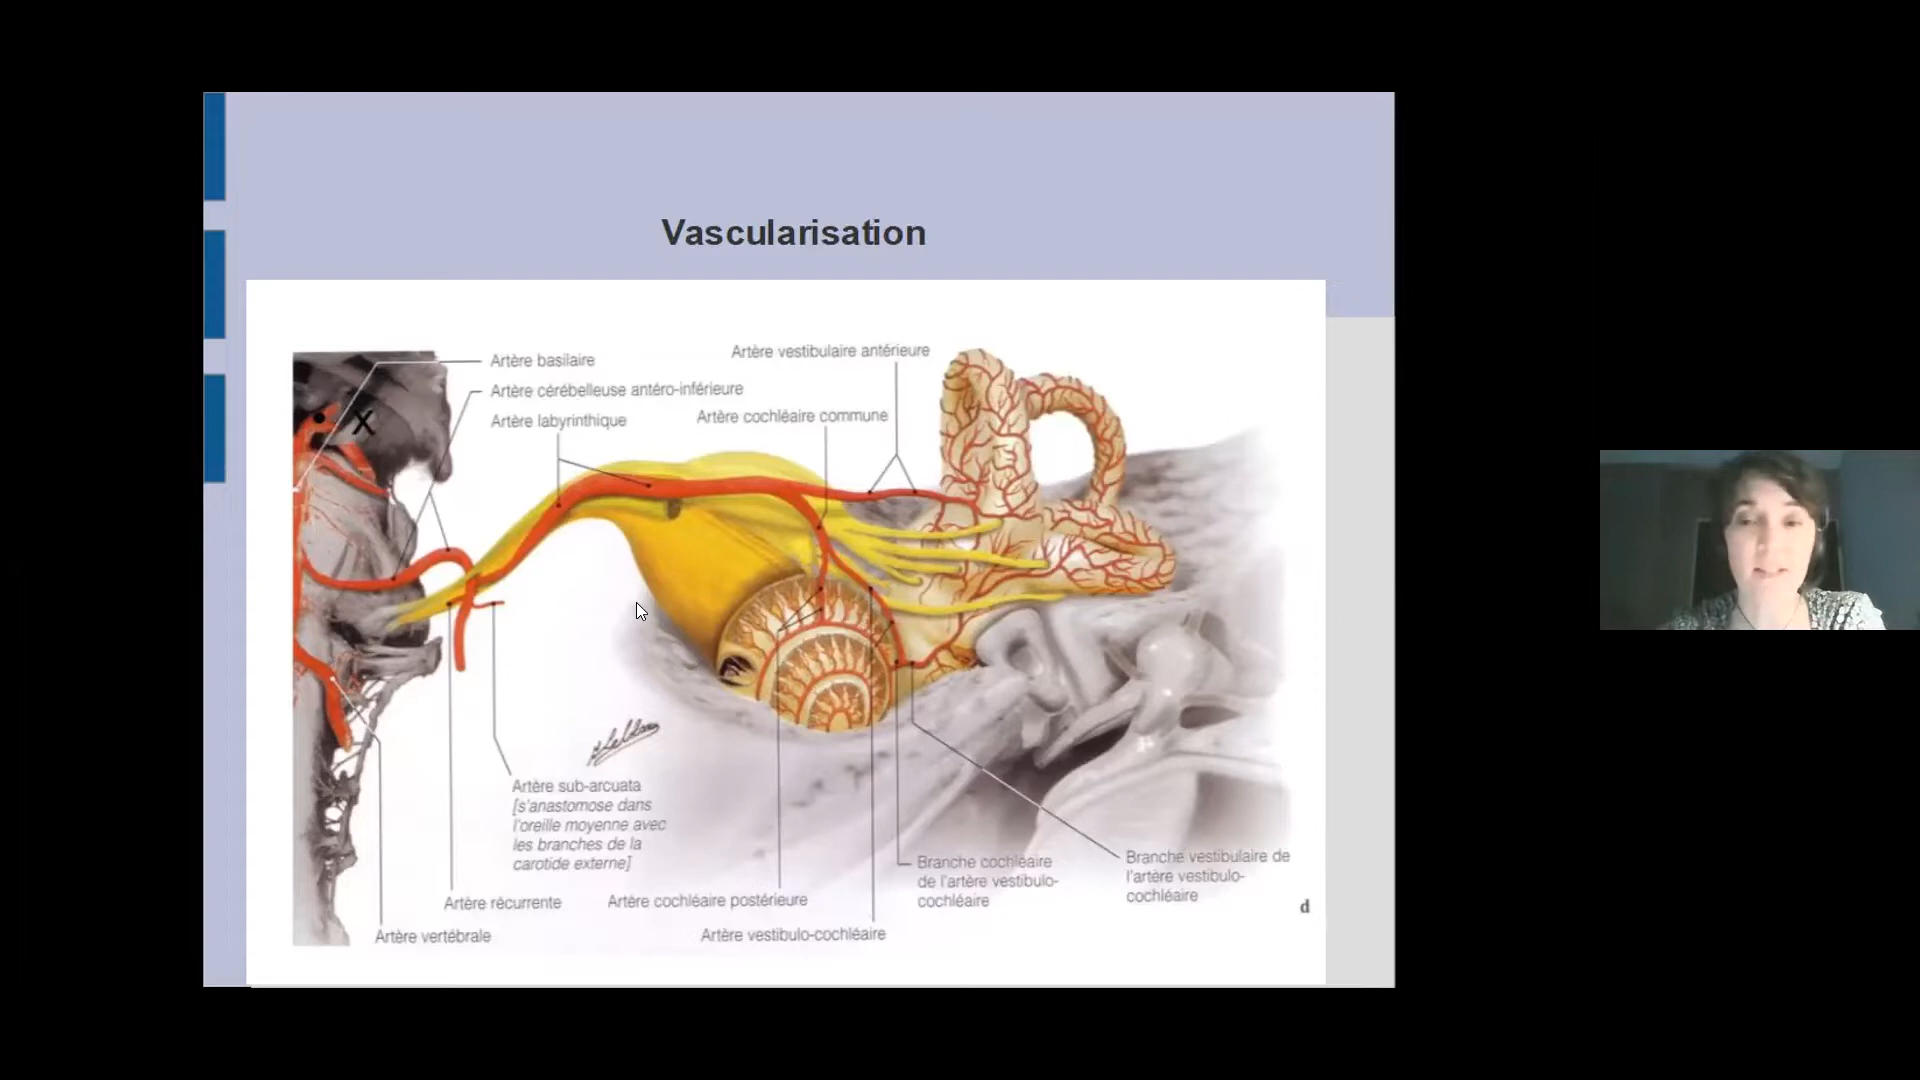 Vascularisation
Artère basilaire
Artère vestibulaire antérieure
Artère cérébelleuse antéro-inférieure
Artère labyrinthique
Artère cochléaire commune
X
Artère sub-arcuata
[s'anastomose dans
l'oreille moyenne avec
les branches de la
carotide externe]
Branche cochléaire
de l'artère vestibulo-
cochléaire
Branche vestibulaire de
l'artère vestibulo-
cochléaire
Artère récurrente
Artère cochléaire postérieure
d
Artère vertébrale
Artère vestibulo-cochléaire